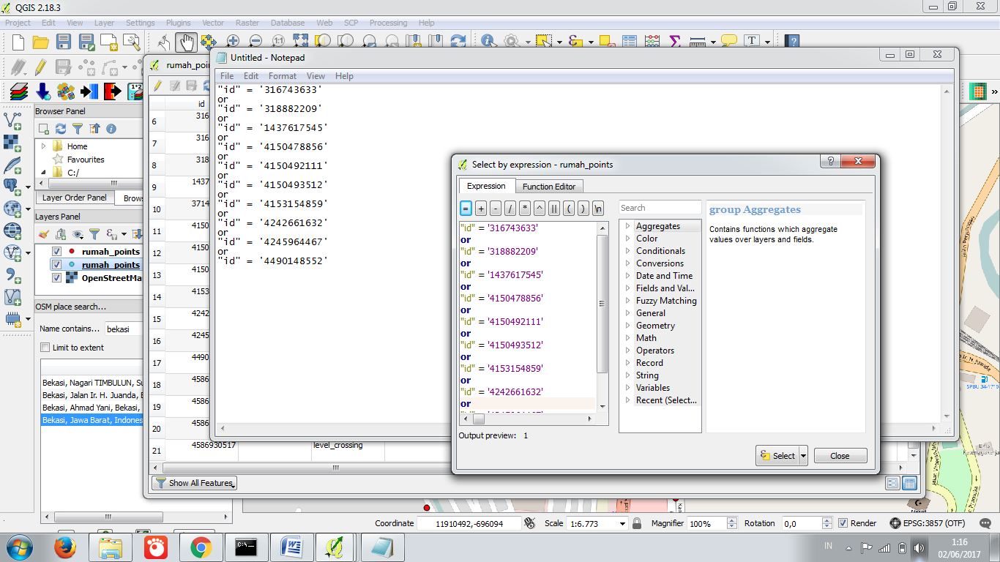 QGIS 2.18.3
Project Edit View Layer Settings Plugins Vector Raster Database Web SCP Processing Help
rumah_poi
Untitled - Notepad
File Edit Format View Help
"id" = '316743633'
or
"id" = '318882209'
or
"id" = '1437617545'
or
"id" = '4150478856'
or
"id" = '4150492111'
or
"id" = '4150493512'
or
"id" = '4153154859'
or
"id" = '4242661632'
or
"id" = '4245964467'
or
"id" = '4490148552'
Browser Panel
Home
Favourites
C:/
Layer Order Panel Brows
Layers Panel
rumah_points
rumah_points
OpenStreetMa
OSM place search...
Name contains... bekasi
Limit to extent
Bekasi, Nagari TIMBULUN, Su
Bekasi, Jalan Ir. H. Juanda, B
Bekasi, Ahmad Yani, Bekasi,
Bekasi, Jawa Barat, Indones
id
6 316
7 316
8 318
9 1437
10 3714
11 4150
12 4150
13 4150
14 4153
15 4242
16 4245
17 4490
18 4586
19 4586
20 4586
21 4586930517 level_crossing
Show All Features
Select by expression - rumah_points
Expression Function Editor
= + - / * ^ || ( ) \n
"id" = '316743633'
or
"id" = '318882209'
or
"id" = '1437617545'
or
"id" = '4150478856'
or
"id" = '4150492111'
or
"id" = '4150493512'
or
"id" = '4153154859'
or
"id" = '4242661632'
or
Output preview: 1
Search
Aggregates
Color
Conditionals
Conversions
Date and Time
Fields and Val...
Fuzzy Matching
General
Geometry
Math
Operators
Record
String
Variables
Recent (Select...
group Aggregates
Contains functions which aggregate
values over layers and fields.
Select Close
Jalan Ir. H. Juanda
SPBU 34-1710
Coordinate 11910492,-696094 Scale 1:6.773 Magnifier 100% Rotation 0,0 Render EPSG:3857 (OTF)
IN
1:16
02/06/2017